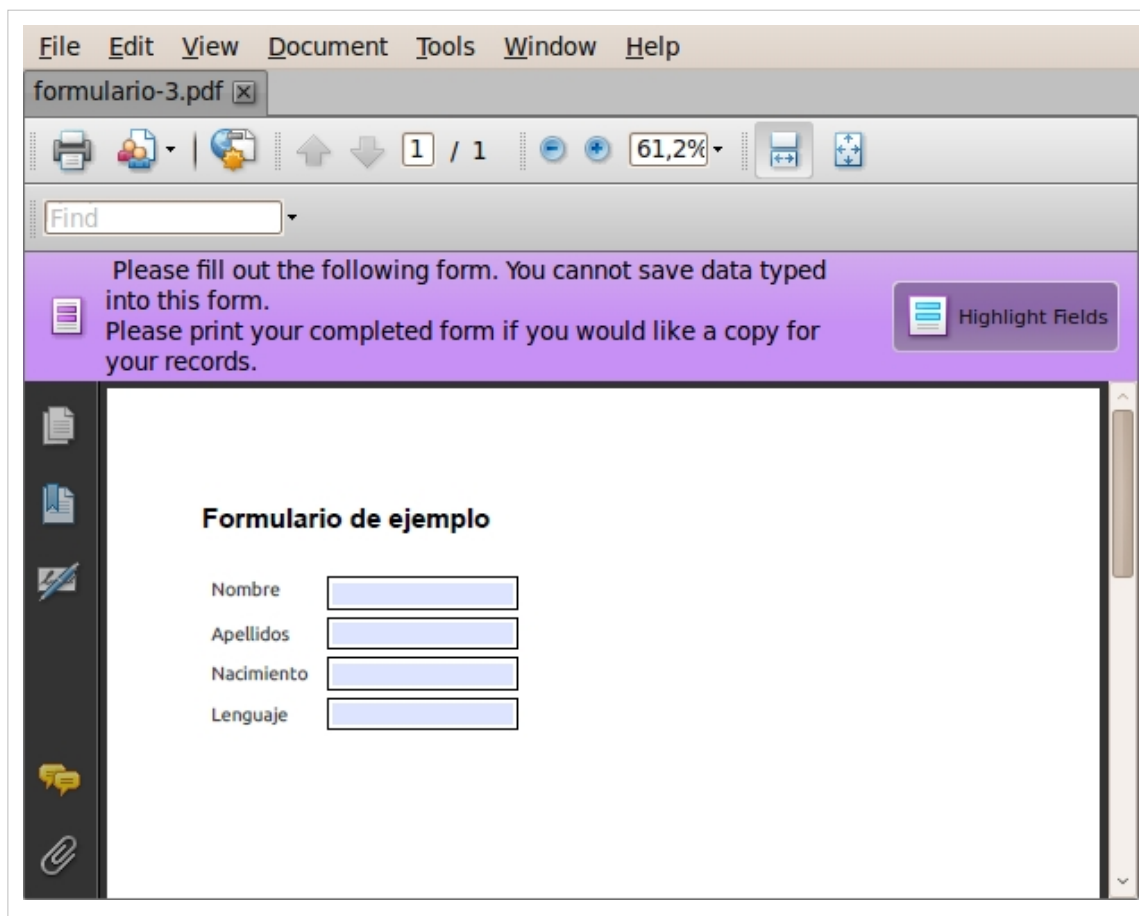 File Edit View Document Tools Window Help
formulario-3.pdf
1 / 1 61,2%
Find
Please fill out the following form. You cannot save data typed
into this form.
Please print your completed form if you would like a copy for
your records.
Highlight Fields
Formulario de ejemplo
Nombre
Apellidos
Nacimiento
Lenguaje